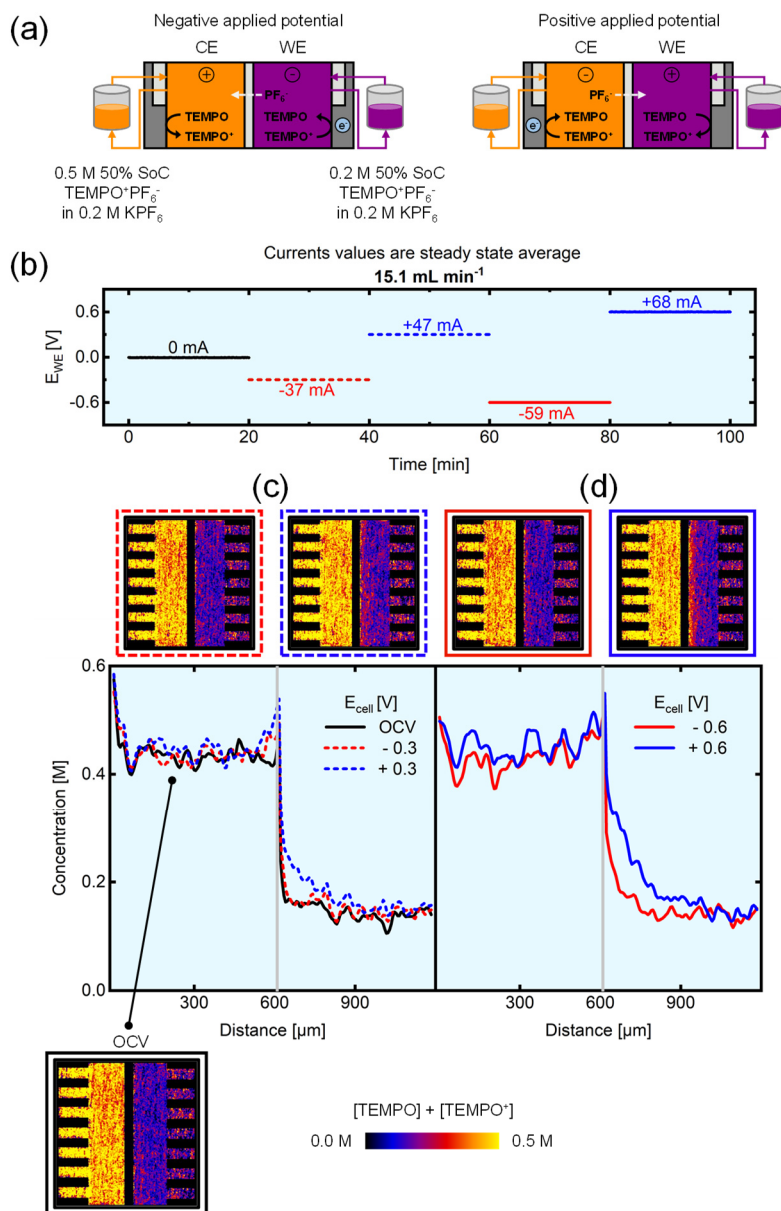 (a)
Negative applied potential
Positive applied potential
CE
WE
CE
WE
+
-
-
+
PF₆⁻
PF₆⁻
TEMPO
TEMPO
TEMPO
TEMPO
TEMPO⁺
TEMPO⁺
e⁻
e⁻
TEMPO⁺
TEMPO⁺
0.5 M 50% SoC
TEMPO⁺PF₆⁻
in 0.2 M KPF₆
0.2 M 50% SoC
TEMPO⁺PF₆⁻
in 0.2 M KPF₆
(b)
Currents values are steady state average
15.1 mL min⁻¹
E_WE [V]
0.6
0.0
-0.6
0 mA
-37 mA
+47 mA
-59 mA
+68 mA
0
20
40
60
80
100
Time [min]
(c)
(d)
Concentration [M]
0.6
0.4
0.2
0.0
E_cell [V]
OCV
- 0.3
+ 0.3
E_cell [V]
- 0.6
+ 0.6
300
600
900
300
600
900
Distance [µm]
Distance [µm]
OCV
[TEMPO] + [TEMPO⁺]
0.0 M
0.5 M